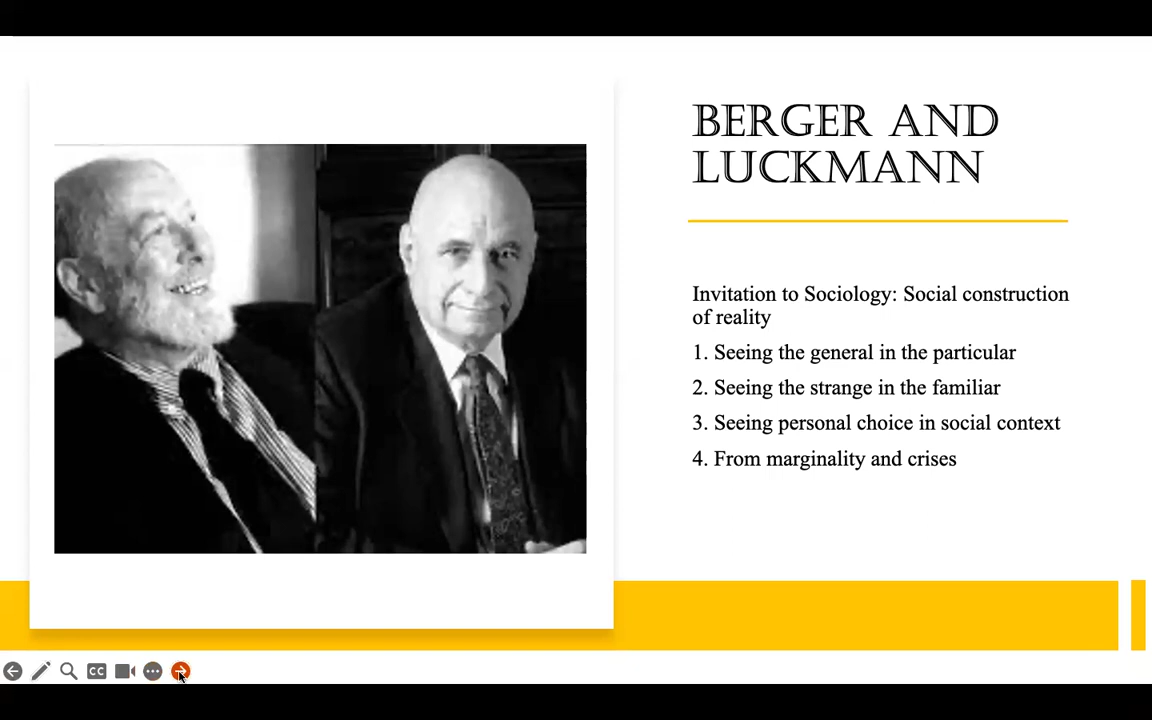 BERGER AND
LUCKMANN
Invitation to Sociology: Social construction
of reality
1. Seeing the general in the particular
2. Seeing the strange in the familiar
3. Seeing personal choice in social context
4. From marginality and crises
CC